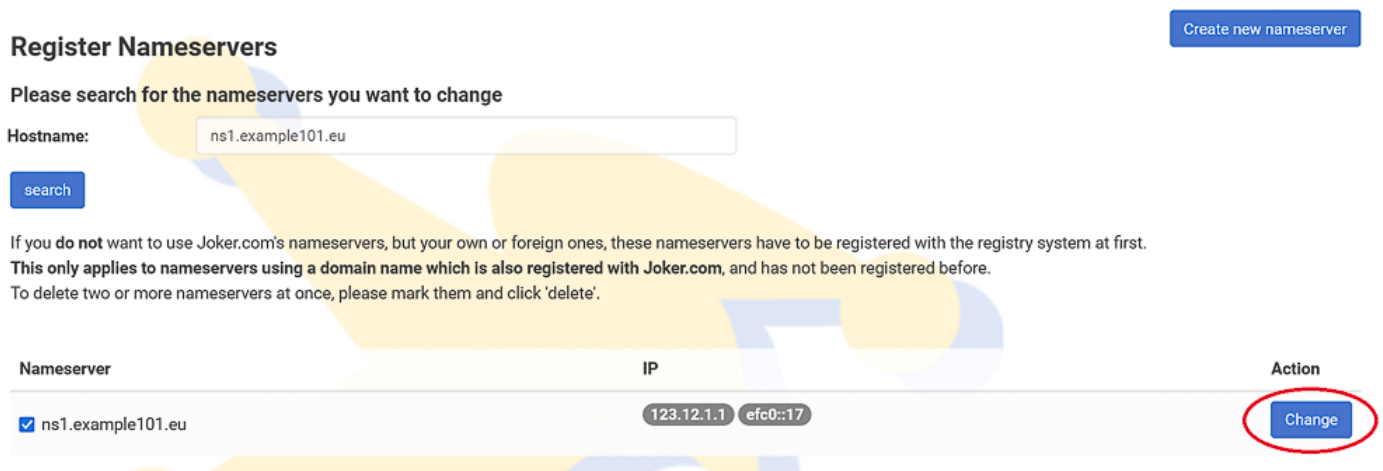 Create new nameserver
Register Nameservers
Please search for the nameservers you want to change
Hostname: ns1.example101.eu
search
If you do not want to use Joker.com's nameservers, but your own or foreign ones, these nameservers have to be registered with the registry system at first.
This only applies to nameservers using a domain name which is also registered with Joker.com, and has not been registered before.
To delete two or more nameservers at once, please mark them and click 'delete'.
Nameserver IP Action
ns1.example101.eu 123.12.1.1 efc0::17 Change